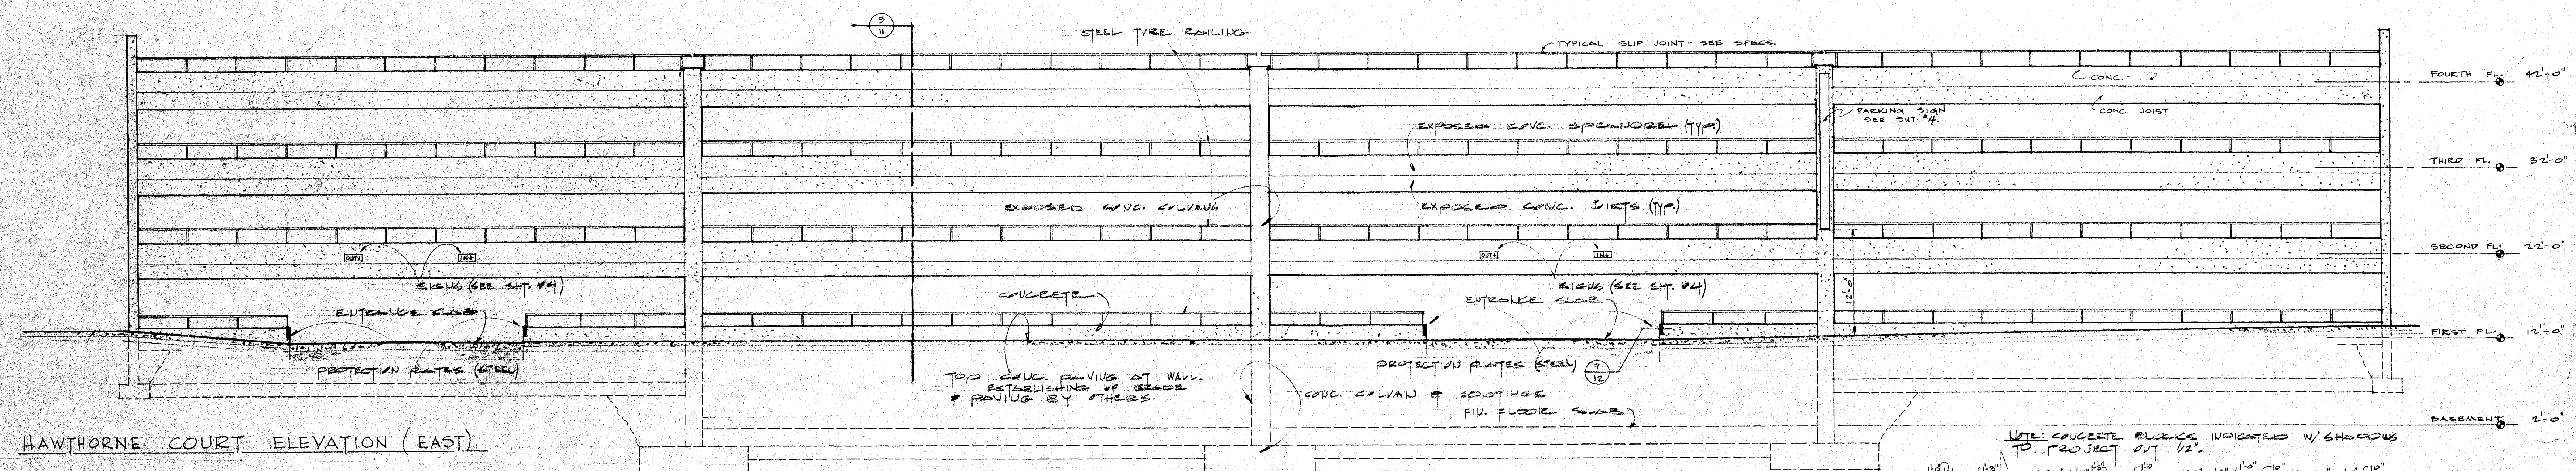 5
11
STEEL TUBE RAILING
TYPICAL SLIP JOINT - SEE SPECS.
CONC.
FOURTH FL. 42'-0"
CONC JOIST
PARKING SIGN
SEE SHT. #4.
EXPOSED CONC. SPANDREL (TYP.)
THIRD FL. 32'-0"
EXPOSED CONC. COLUMNS
EXPOSED CONC. JOISTS (TYP.)
SECOND FL. 22'-0"
OUT
IN
OUT
IN
SIGNS (SEE SHT. #4)
SIGNS (SEE SHT. #4)
12'-0"
CONCRETE
ENTRANCE SLAB
ENTRANCE SLAB
FIRST FL. 12'-0"
PROTECTION PLATES (STEEL)
PROTECTION PLATES (STEEL)
7
12
TOP CONC. PAVING AT WALL.
ESTABLISHING OF GRADE
& PAVING BY OTHERS.
CONC. COLUMN & FOOTINGS
FIN. FLOOR SLAB
BASEMENT 2'-0"
HAWTHORNE COURT ELEVATION (EAST)
NOTE: CONCRETE BLOCKS INDICATED W/ SHADOWS
TO PROJECT OUT 1/2"